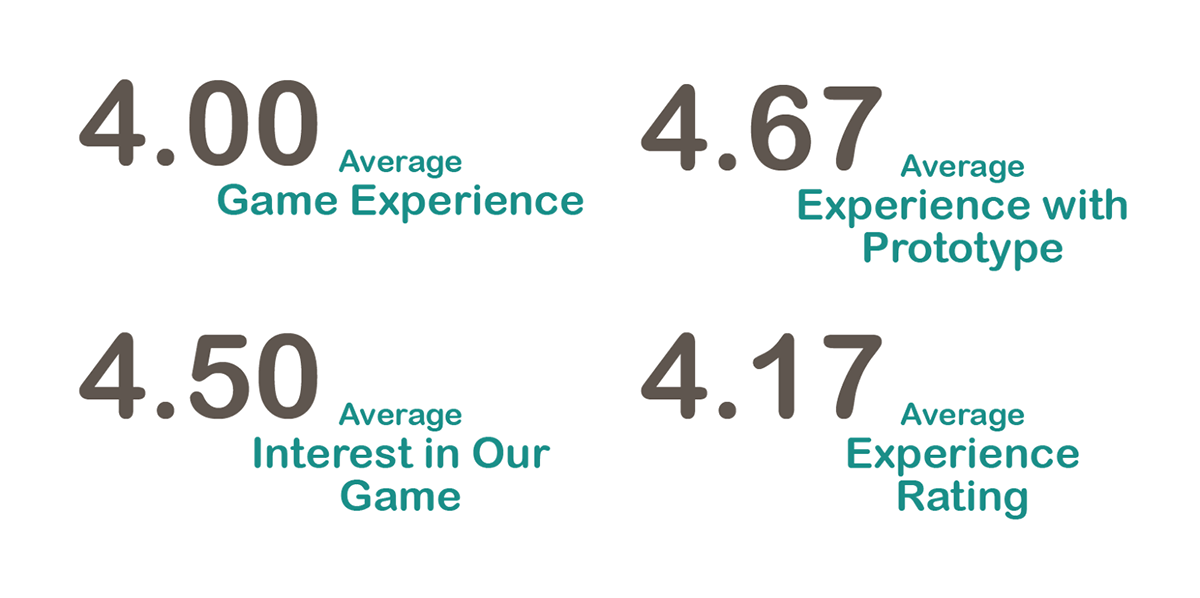 4.00
Average
Game Experience
4.67
Average
Experience with
Prototype
4.50
Average
Interest in Our
Game
4.17
Average
Experience
Rating